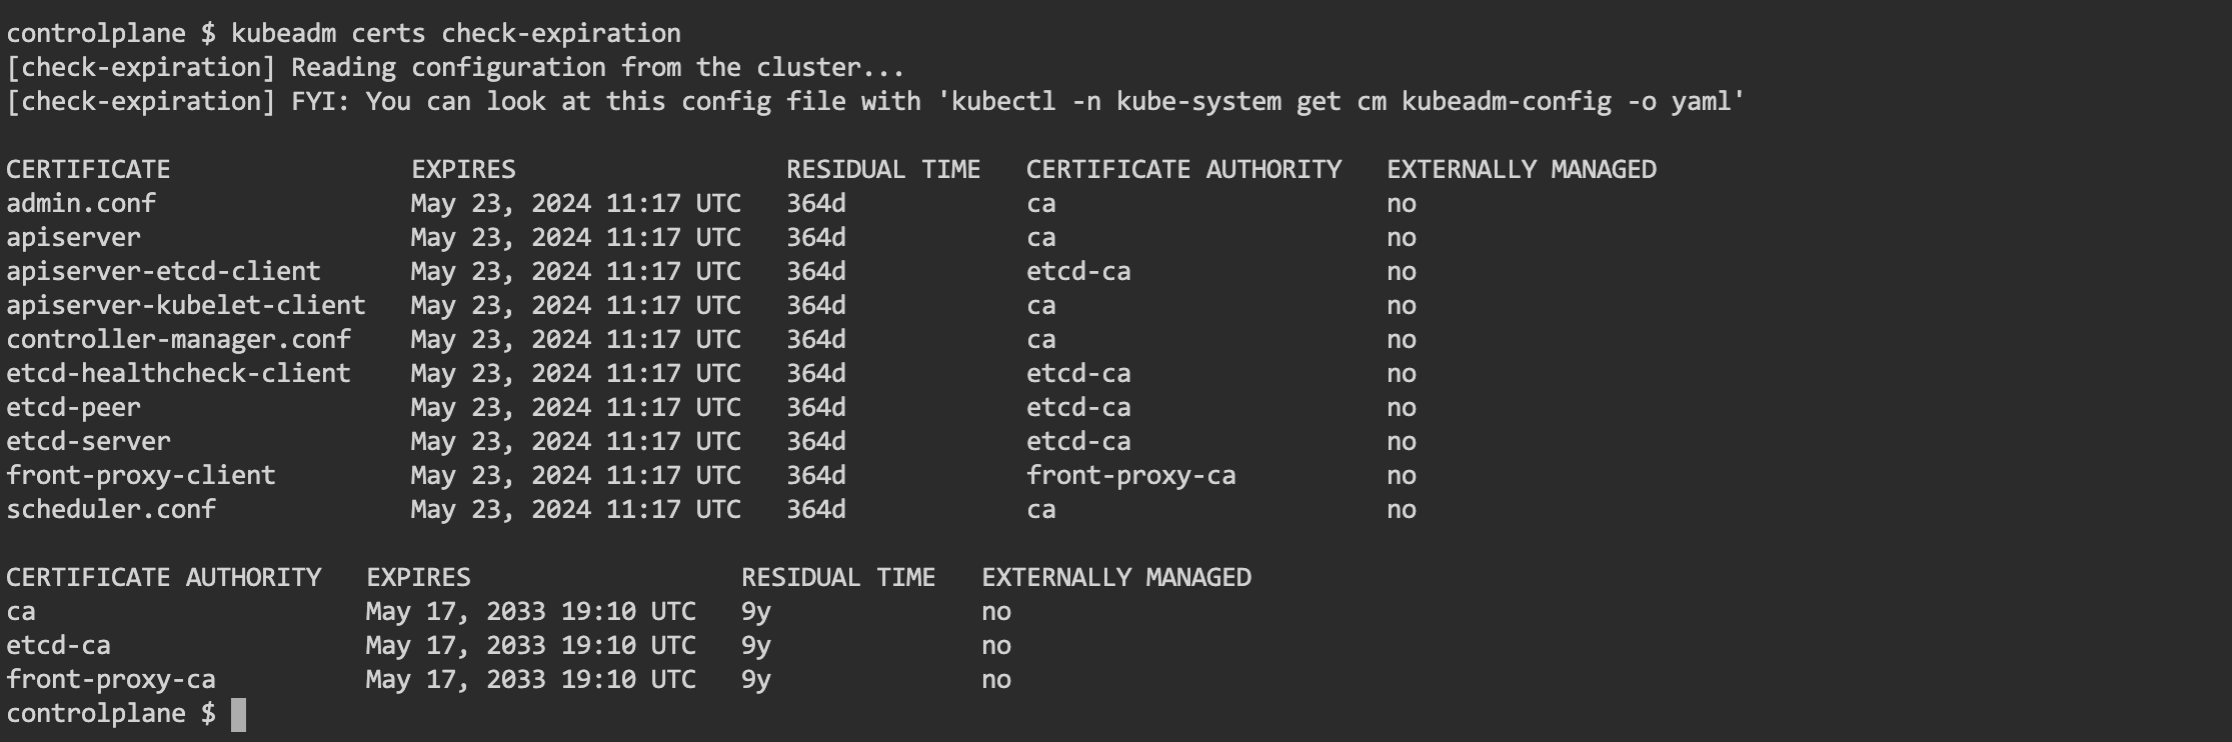 controlplane $ kubeadm certs check-expiration
[check-expiration] Reading configuration from the cluster...
[check-expiration] FYI: You can look at this config file with 'kubectl -n kube-system get cm kubeadm-config -o yaml'
CERTIFICATE                EXPIRES                  RESIDUAL TIME   CERTIFICATE AUTHORITY   EXTERNALLY MANAGED
admin.conf                 May 23, 2024 11:17 UTC   364d            ca                      no
apiserver                  May 23, 2024 11:17 UTC   364d            ca                      no
apiserver-etcd-client      May 23, 2024 11:17 UTC   364d            etcd-ca                 no
apiserver-kubelet-client   May 23, 2024 11:17 UTC   364d            ca                      no
controller-manager.conf    May 23, 2024 11:17 UTC   364d            ca                      no
etcd-healthcheck-client    May 23, 2024 11:17 UTC   364d            etcd-ca                 no
etcd-peer                  May 23, 2024 11:17 UTC   364d            etcd-ca                 no
etcd-server                May 23, 2024 11:17 UTC   364d            etcd-ca                 no
front-proxy-client         May 23, 2024 11:17 UTC   364d            front-proxy-ca          no
scheduler.conf             May 23, 2024 11:17 UTC   364d            ca                      no
CERTIFICATE AUTHORITY   EXPIRES                  RESIDUAL TIME   EXTERNALLY MANAGED
ca                      May 17, 2033 19:10 UTC   9y              no
etcd-ca                 May 17, 2033 19:10 UTC   9y              no
front-proxy-ca          May 17, 2033 19:10 UTC   9y              no
controlplane $